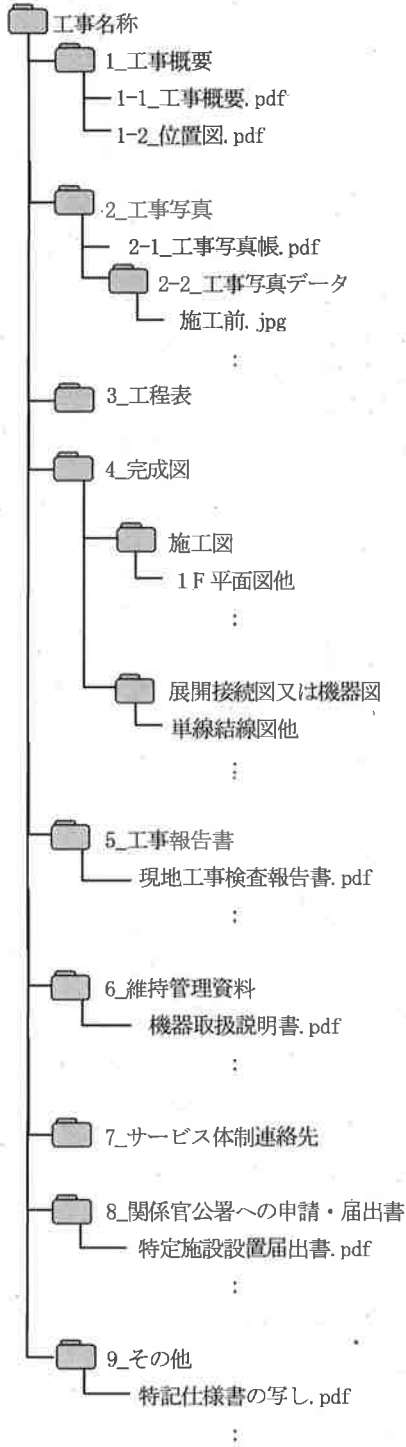 工事名称
1_工事概要
1-1_工事概要.pdf
1-2_位置図.pdf
2_工事写真
2-1_工事写真帳.pdf
2-2_工事写真データ
施工前.jpg
:
3_工程表
4_完成図
施工図
1F平面図他
:
展開接続図又は機器図
単線結線図他
:
5_工事報告書
現地工事検査報告書.pdf
:
6_維持管理資料
機器取扱説明書.pdf
:
7_サービス体制連絡先
8_関係官公署への申請・届出書
特定施設設置届出書.pdf
:
9_その他
特記仕様書の写し.pdf
: